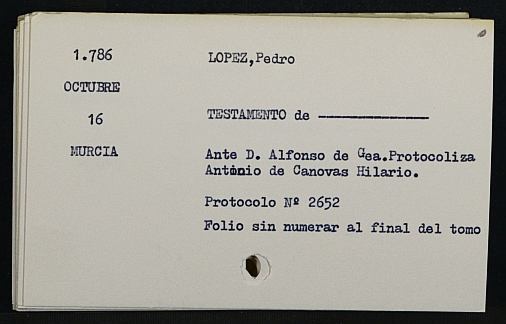 1.786
OCTUBRE
16
MURCIA
LOPEZ,Pedro
TESTAMENTO de ----------------
Ante D. Alfonso de Gea.Protocoliza
Antonio de Canovas Hilario.
Protocolo Nº 2652
Folio sin numerar al final del tomo